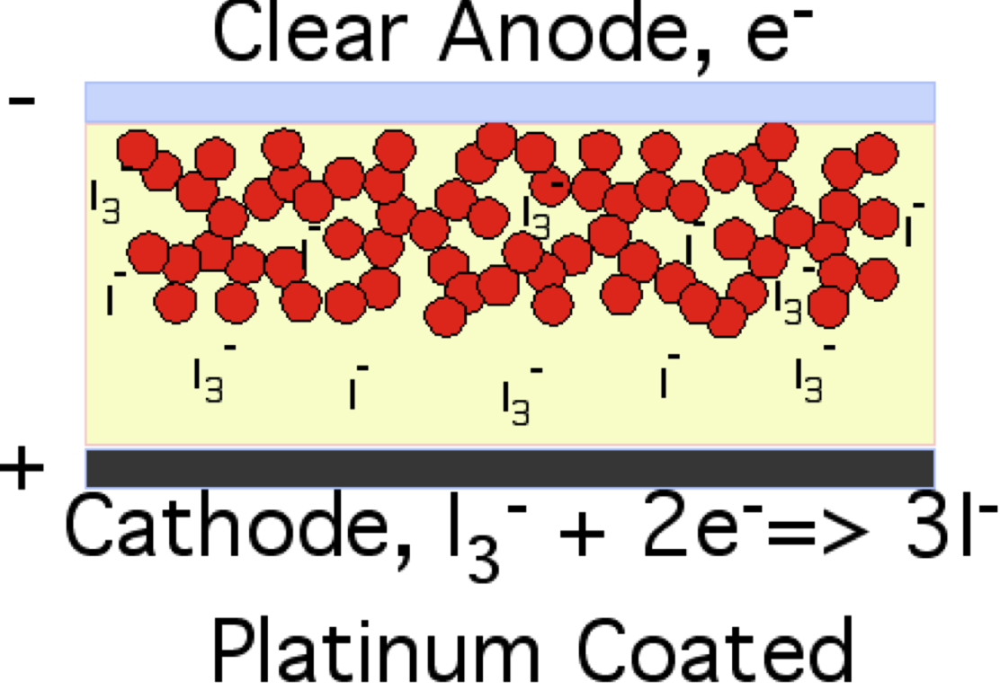 Clear Anode, e⁻
-
I₃⁻
I₃⁻
I⁻
I⁻
I⁻
I⁻
I₃⁻
I₃⁻
I⁻
I₃⁻
I⁻
I₃⁻
+
Cathode, I₃⁻ + 2e⁻=> 3I⁻
Platinum Coated